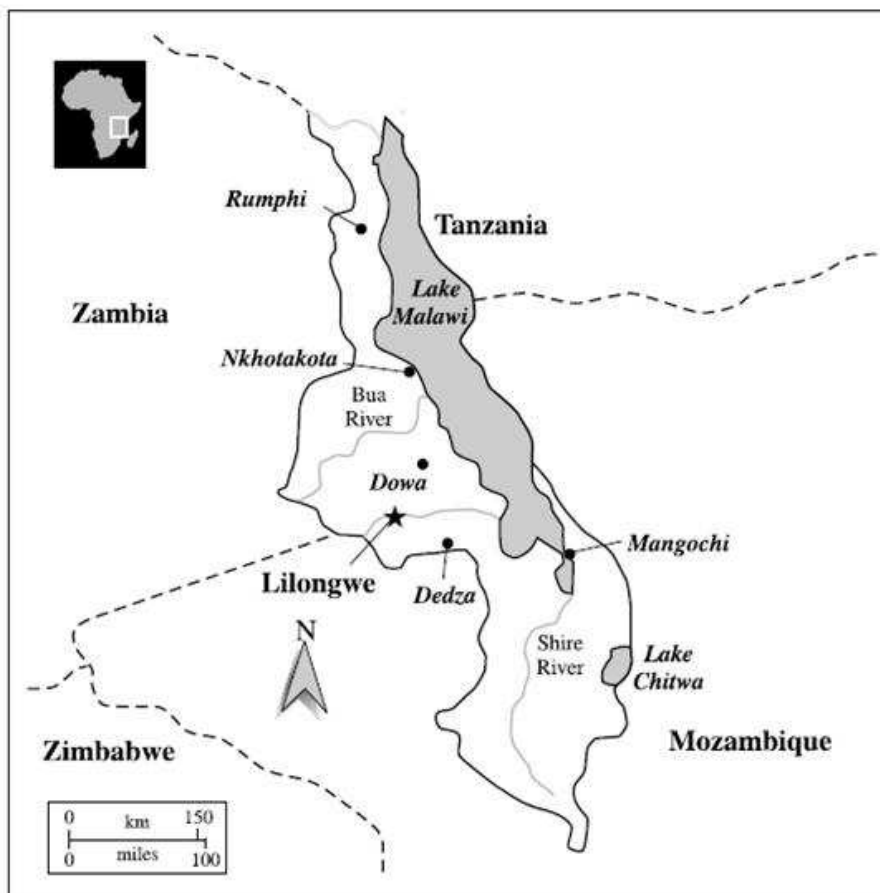 Rumphi
Tanzania
Lake
Malawi
Zambia
Nkhotakota
Bua
River
Dowa
Mangochi
Lilongwe
Dedza
N
Shire
River
Lake
Chitwa
Mozambique
Zimbabwe
0 km 150
0 miles 100